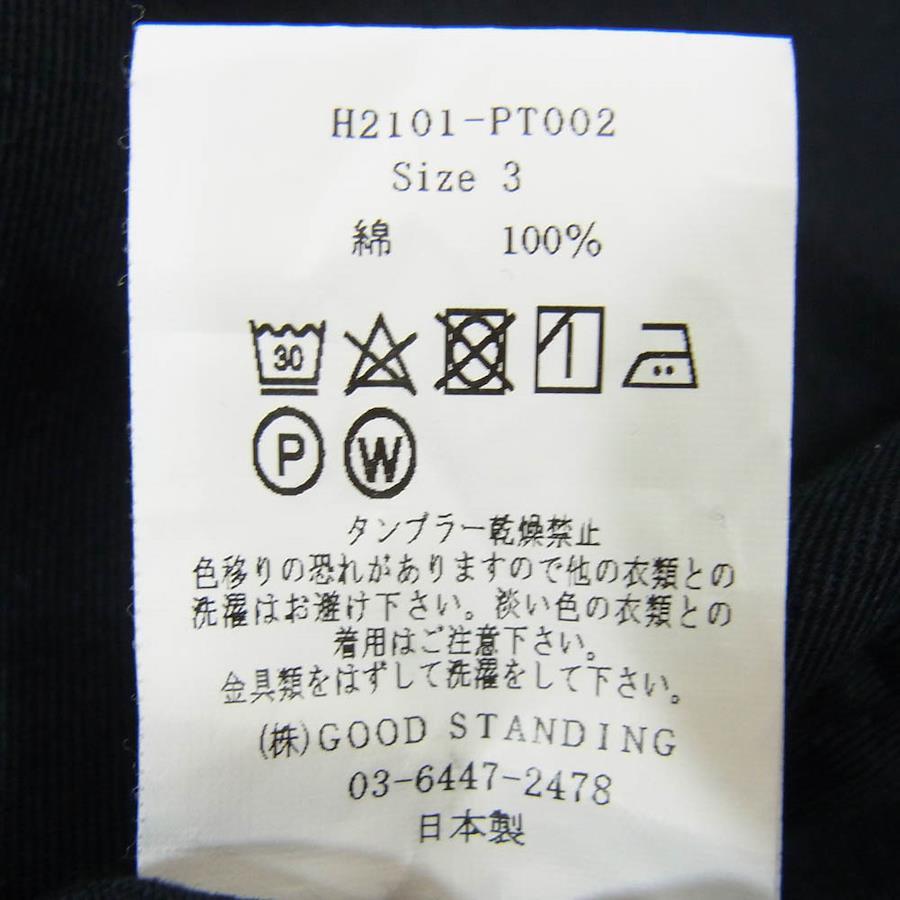 H2101-PT002
Size 3
綿 100%
30
P W
タンブラー乾燥禁止
色移りの恐れがありますので他の衣類との
洗濯はお避け下さい。淡い色の衣類との
着用はご注意下さい。
金具類をはずして洗濯をして下さい。
(株)GOOD STANDING
03-6447-2478
日本製